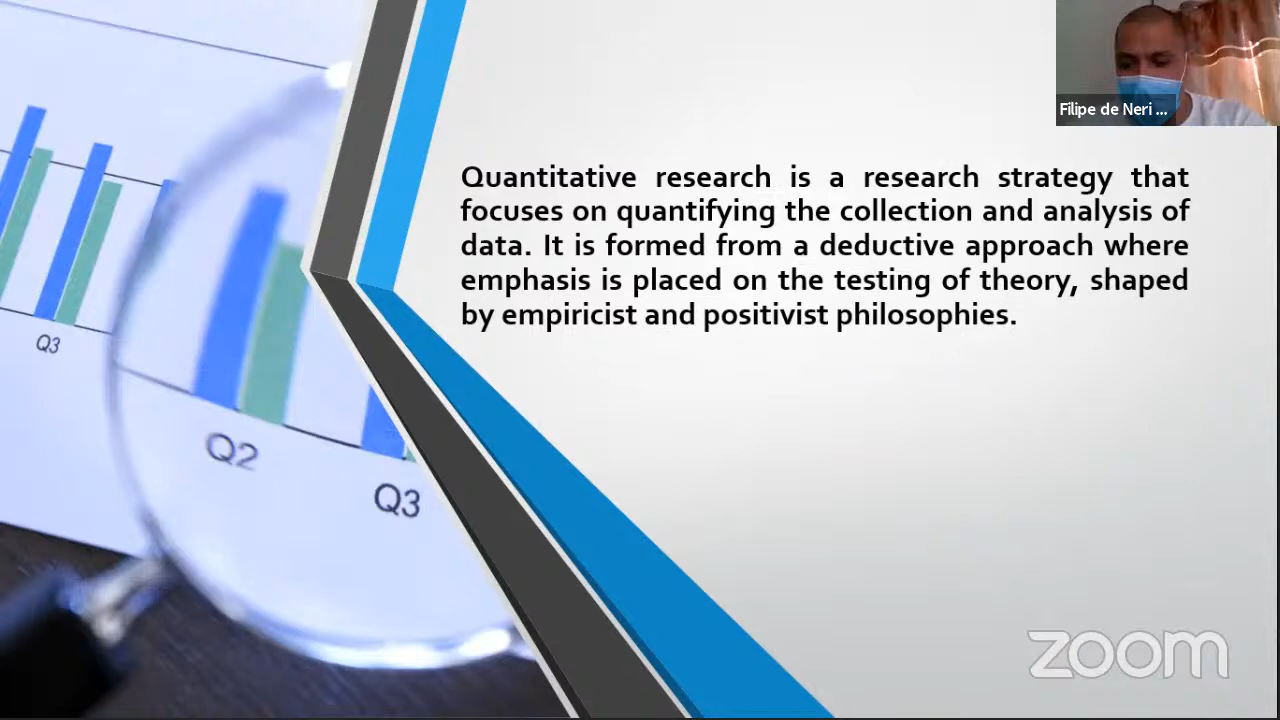 Filipe de Neri ...
Quantitative research is a research strategy that
focuses on quantifying the collection and analysis of
data. It is formed from a deductive approach where
emphasis is placed on the testing of theory, shaped
by empiricist and positivist philosophies.
Q3
Q2
Q3
zoom